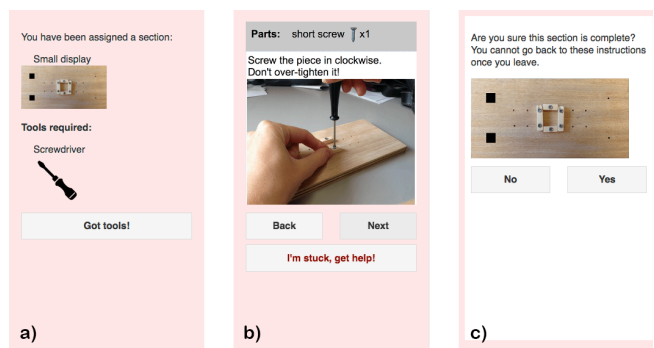 You have been assigned a section:
Small display
Tools required:
Screwdriver
Got tools!
a)
Parts: short screw x1
Screw the piece in clockwise.
Don't over-tighten it!
Back Next
I'm stuck, get help!
b)
Are you sure this section is complete?
You cannot go back to these instructions
once you leave.
No Yes
c)